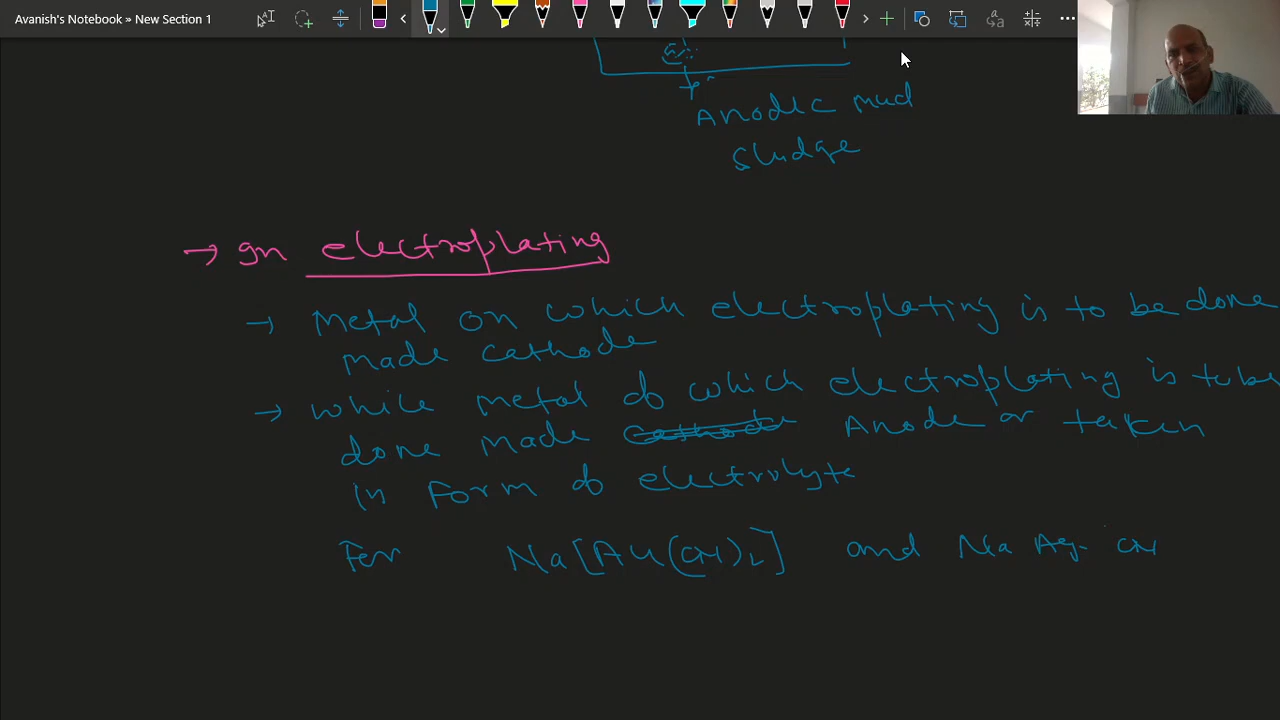 Avanish's Notebook » New Section 1
Anodic mud
sludge
→ In electroplating
→ Metal on which electroplating is to be done
made cathode
→ while metal of which electroplating is to be
done made cathode Anode or taken
in form of electrolyte
For Na[Au(CN)2] and Na Ag CN